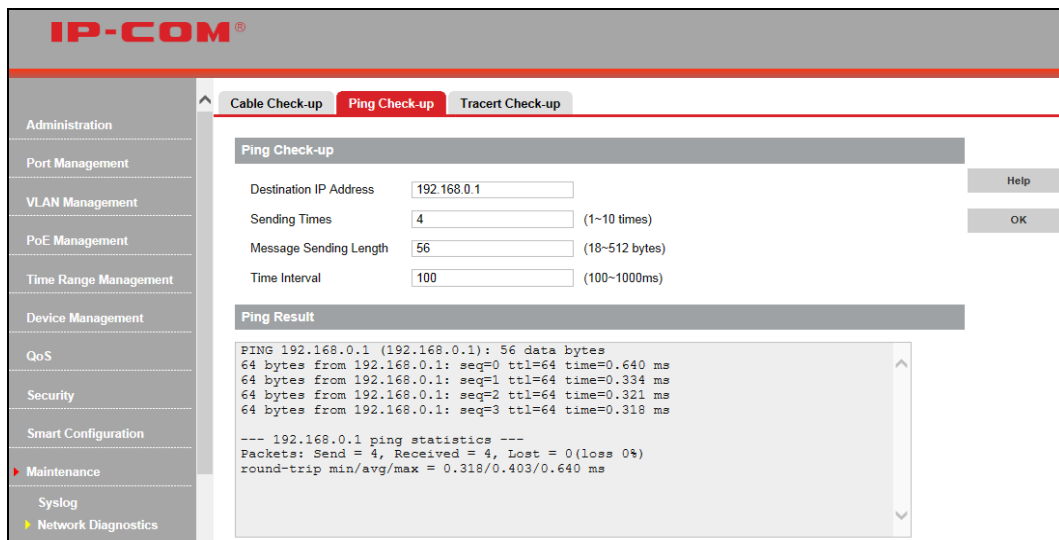 IP-COM®
Administration
Port Management
VLAN Management
PoE Management
Time Range Management
Device Management
QoS
Security
Smart Configuration
Maintenance
Syslog
Network Diagnostics
Cable Check-up Ping Check-up Tracert Check-up
Ping Check-up
Destination IP Address 192.168.0.1
Sending Times 4 (1~10 times)
Message Sending Length 56 (18~512 bytes)
Time Interval 100 (100~1000ms)
Ping Result
PING 192.168.0.1 (192.168.0.1): 56 data bytes
64 bytes from 192.168.0.1: seq=0 ttl=64 time=0.640 ms
64 bytes from 192.168.0.1: seq=1 ttl=64 time=0.334 ms
64 bytes from 192.168.0.1: seq=2 ttl=64 time=0.321 ms
64 bytes from 192.168.0.1: seq=3 ttl=64 time=0.318 ms
--- 192.168.0.1 ping statistics ---
Packets: Send = 4, Received = 4, Lost = 0(loss 0%)
round-trip min/avg/max = 0.318/0.403/0.640 ms
Help
OK